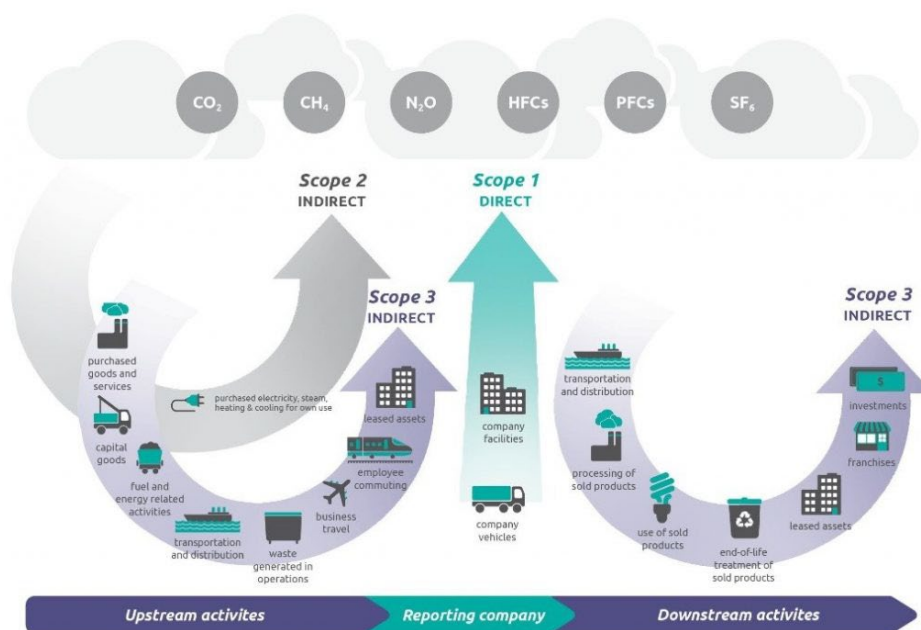 CO₂
CH₄
N₂O
HFCs
PFCs
SF₆
Scope 2
INDIRECT
Scope 1
DIRECT
Scope 3
INDIRECT
Scope 3
INDIRECT
purchased
goods and
services
capital
goods
fuel and
energy related
activities
transportation
and distribution
waste
generated in
operations
business
travel
employee
commuting
leased assets
purchased electricity, steam,
heating & cooling for own use
company
facilities
company
vehicles
transportation
and distribution
processing of
sold products
use of sold
products
end-of-life
treatment of
sold products
leased assets
franchises
$
investments
Upstream activites
Reporting company
Downstream activites